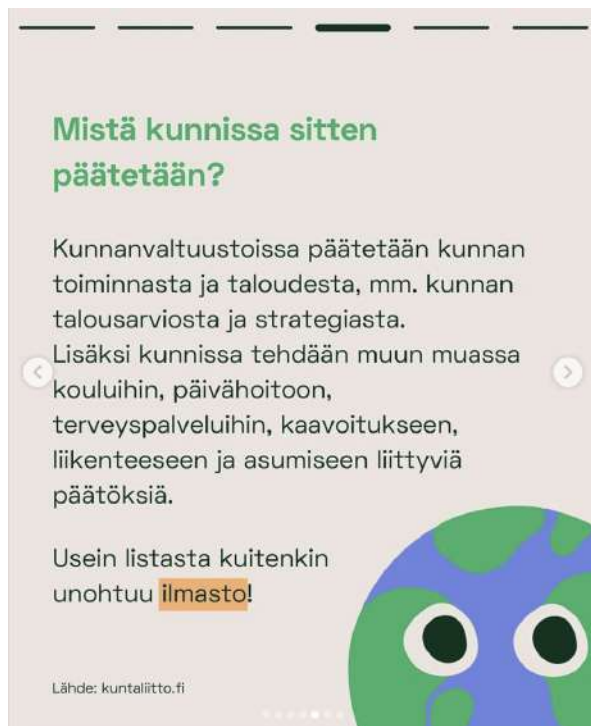 Mistä kunnissa sitten
päätetään?
Kunnanvaltuustoissa päätetään kunnan
toiminnasta ja taloudesta, mm. kunnan
talousarviosta ja strategiasta.
Lisäksi kunnissa tehdään muun muassa
kouluihin, päivähoitoon,
terveyspalveluihin, kaavoitukseen,
liikenteeseen ja asumiseen liittyviä
päätöksiä.
Usein listasta kuitenkin
unohtuu ilmasto!
Lähde: kuntaliitto.fi